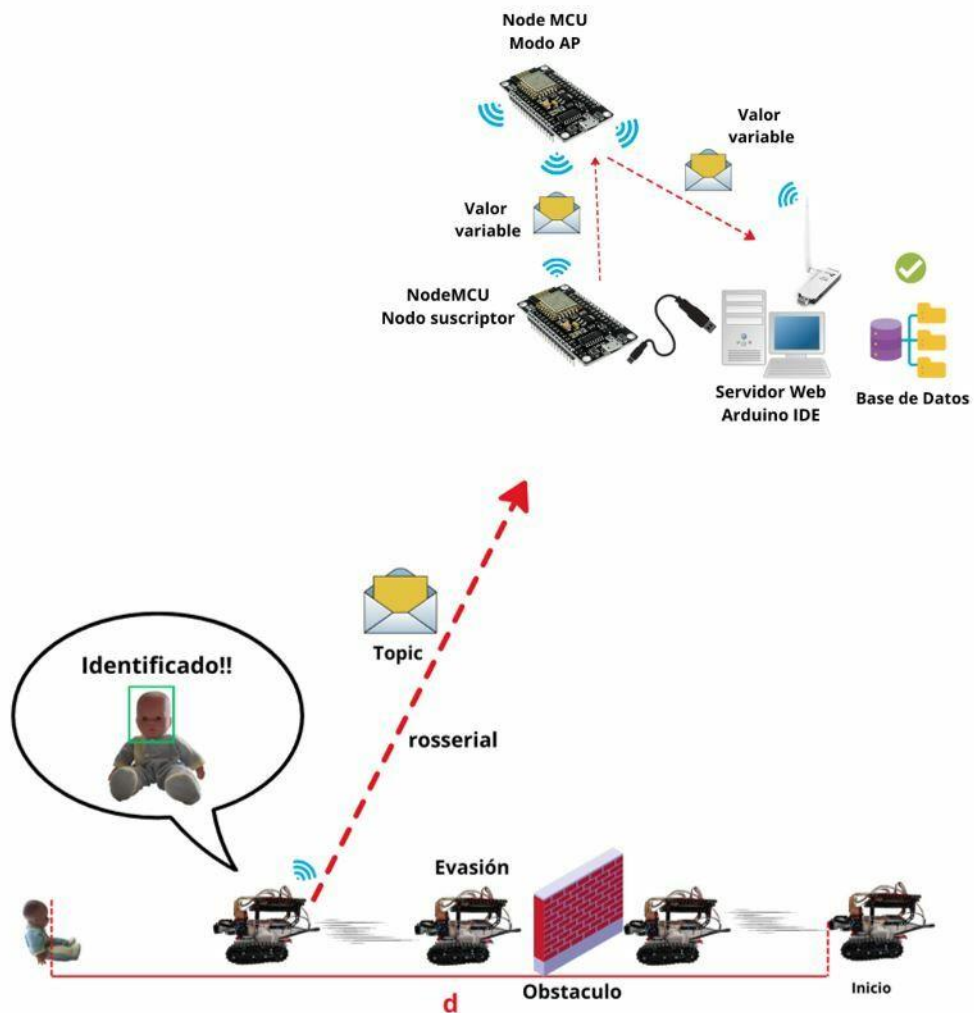 Node MCU
Modo AP
Valor
variable
Valor
variable
NodeMCU
Nodo suscriptor
Servidor Web
Arduino IDE
Base de Datos
Topic
Identificado!!
rosserial
Evasión
Obstaculo
Inicio
d